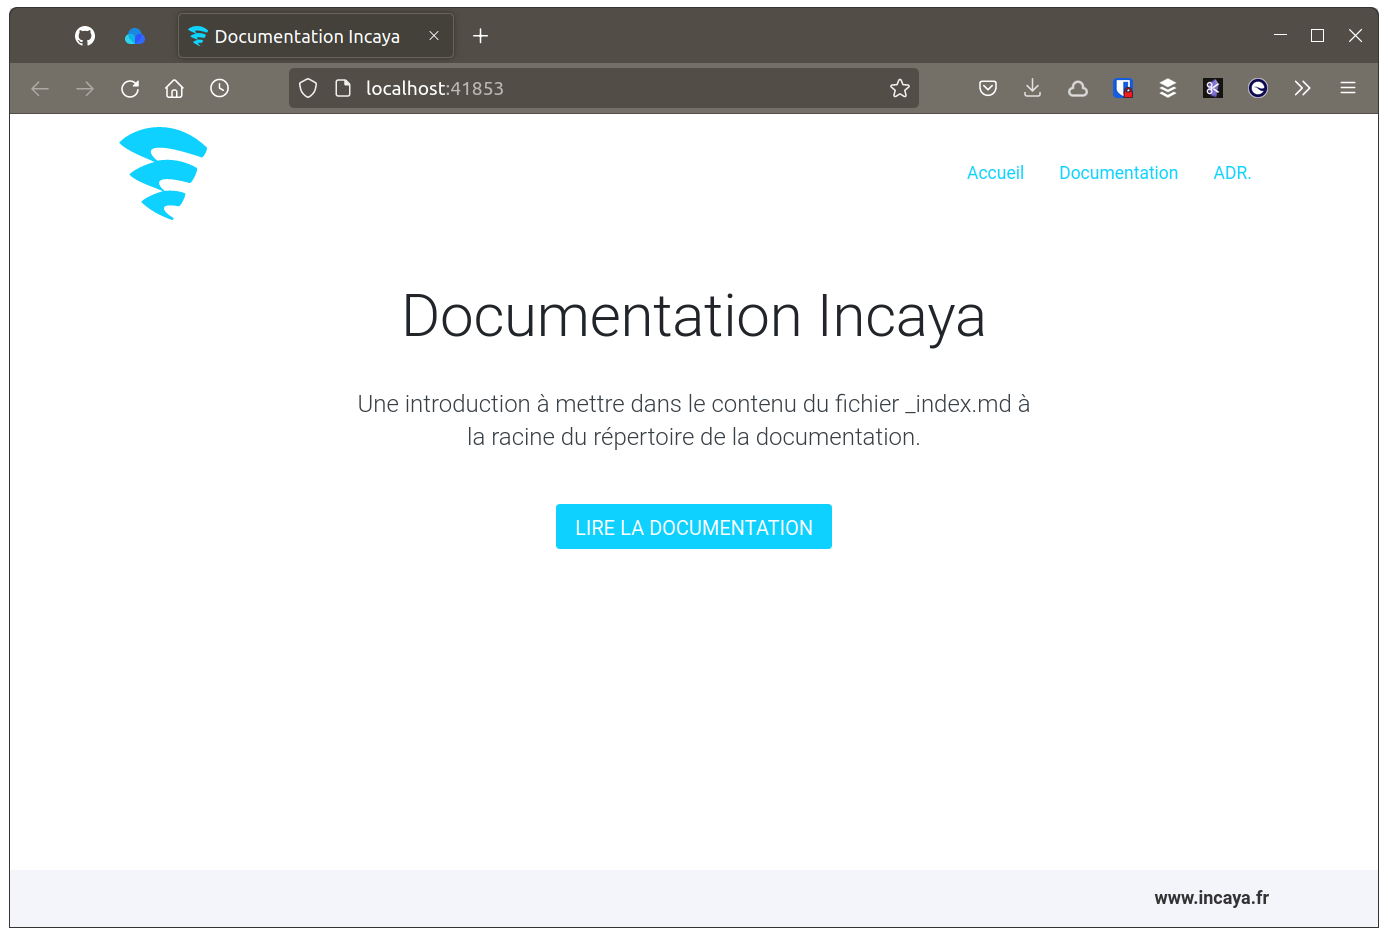 Documentation Incaya
localhost:41853
Accueil Documentation ADR.
Documentation Incaya
Une introduction à mettre dans le contenu du fichier _index.md à
la racine du répertoire de la documentation.
LIRE LA DOCUMENTATION
www.incaya.fr